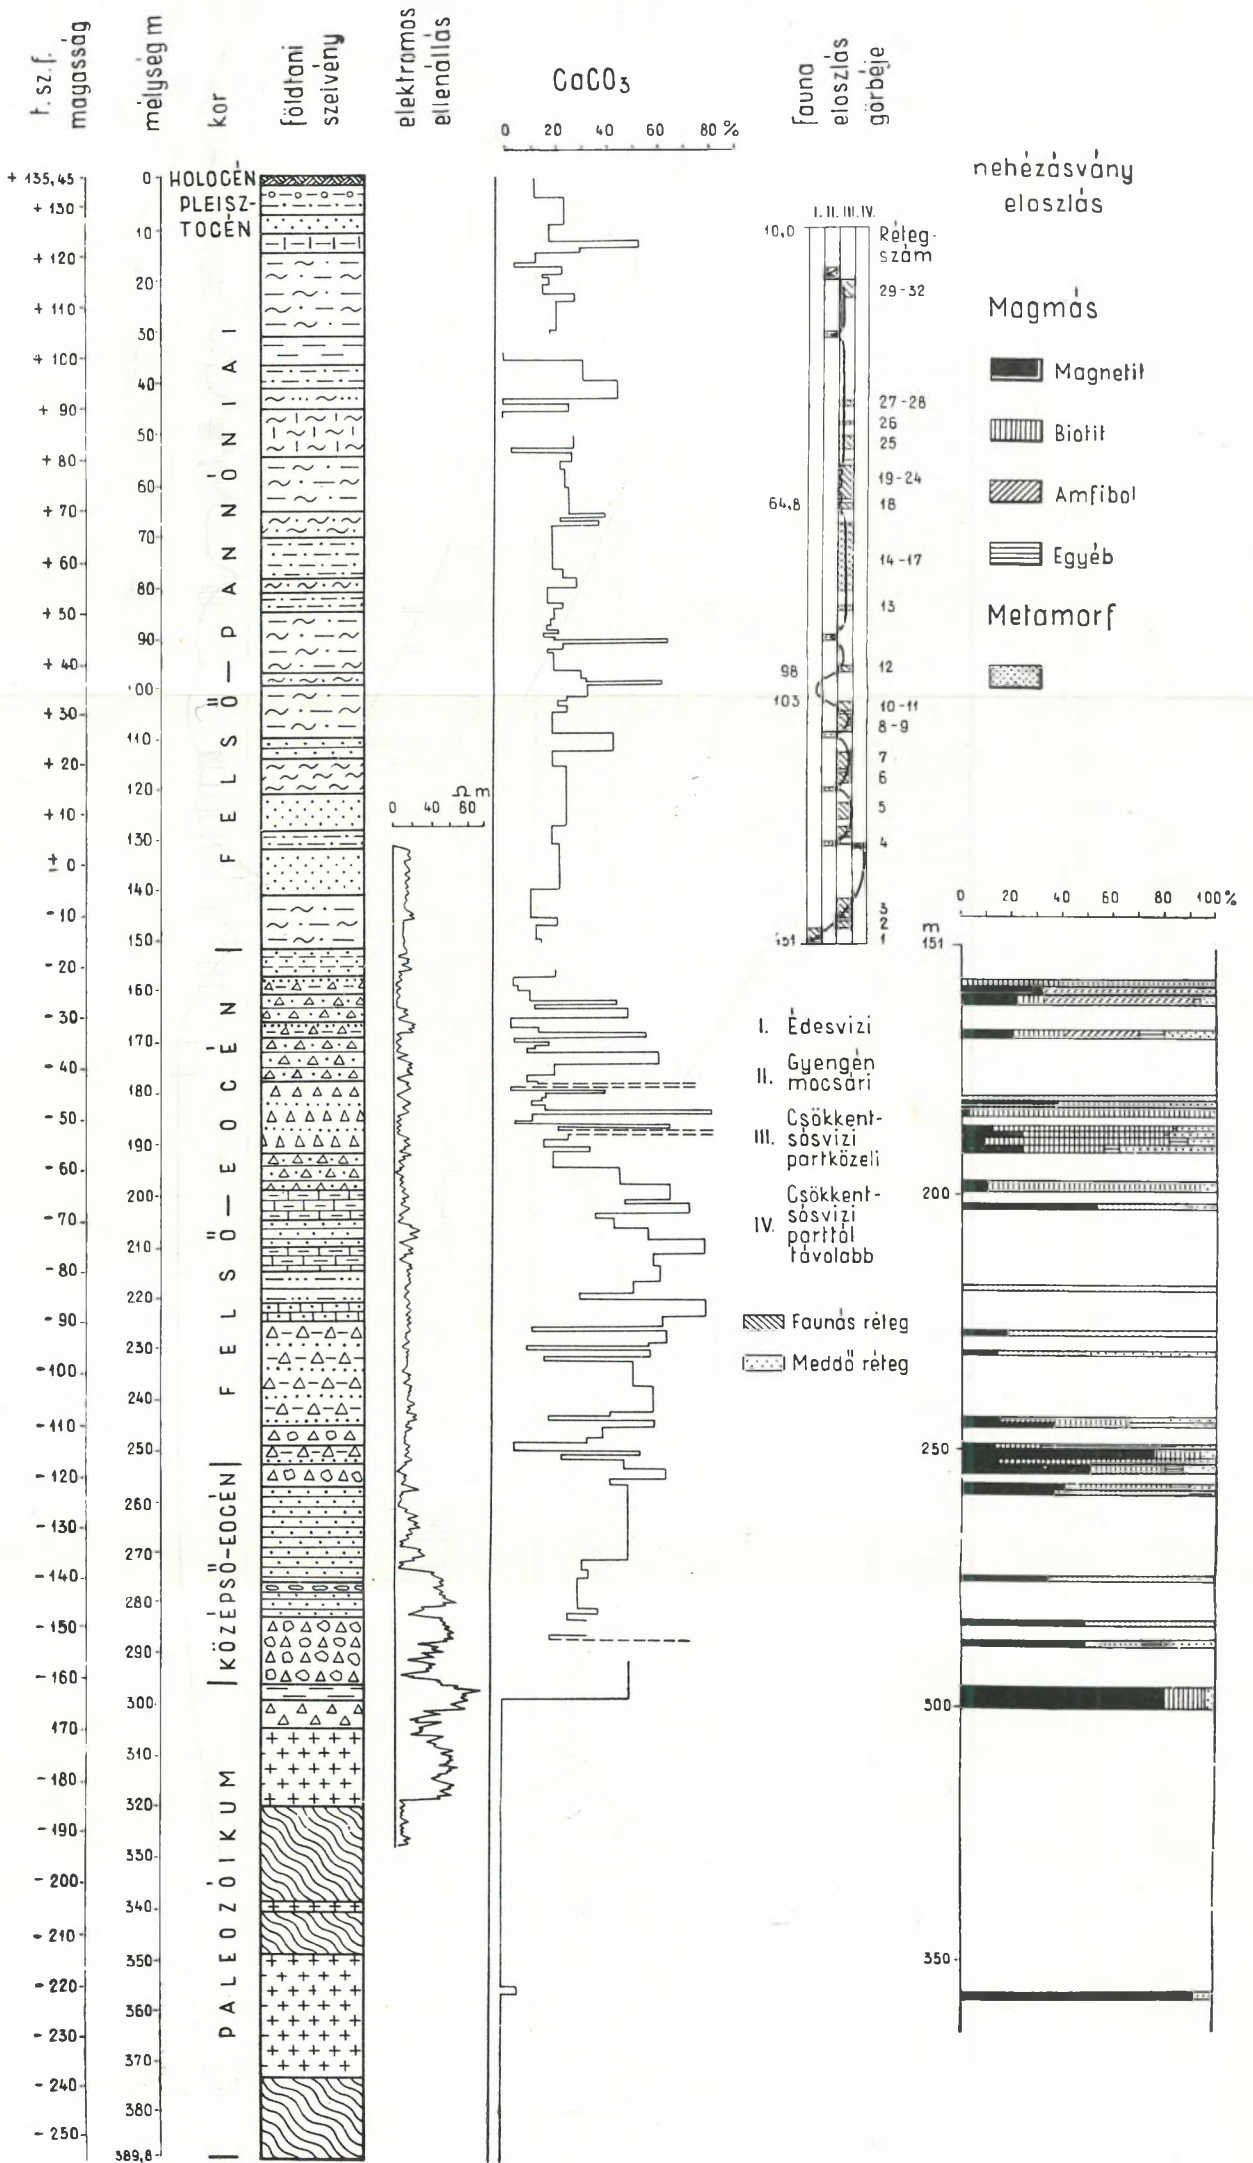 t. sz. f.
magasság
mélység m
kor
földtani
szelvény
elektromos
ellenállás
CaCO₃
0 20 40 60 80 %
fauna
eloszlás
görbéje
nehézásvány
eloszlás
+ 135,45
+ 130
+ 120
+ 110
+ 100
+ 90
+ 80
+ 70
+ 60
+ 50
+ 40
+ 30
+ 20
+ 10
± 0
- 10
- 20
- 30
- 40
- 50
- 60
- 70
- 80
- 90
- 100
- 110
- 120
- 130
- 140
- 150
- 160
- 170
- 180
- 190
- 200
- 210
- 220
- 230
- 240
- 250
0
10
20
30
40
50
60
70
80
90
100
110
120
130
140
150
160
170
180
190
200
210
220
230
240
250
260
270
280
290
300
310
320
330
340
350
360
370
380
389,8
HOLOCÉN
PLEISZ-
TOCÉN
FELSŐ-PANNÓNIAI
FELSŐ-EOCÉN
KÖZÉPSŐ-EOCÉN
PALEOZÓIKUM
Ω m
0 40 80
I. II. III. IV.
10,0
64,8
98
103
151
Réteg-
szám
29-32
27-28
26
25
19-24
18
14-17
13
12
10-11
8-9
7
6
5
4
3
2
1
Magmás
Magnetit
Biotit
Amfibol
Egyéb
Metamorf
I. Édesvizi
II. Gyengén
mocsári
III. Csökkent-
sósvizi
partközeli
IV. Csökkent-
sósvizi
parttól
távolabb
Faunás réteg
Meddő réteg
0 20 40 60 80 100%
m
151
200
250
300
350